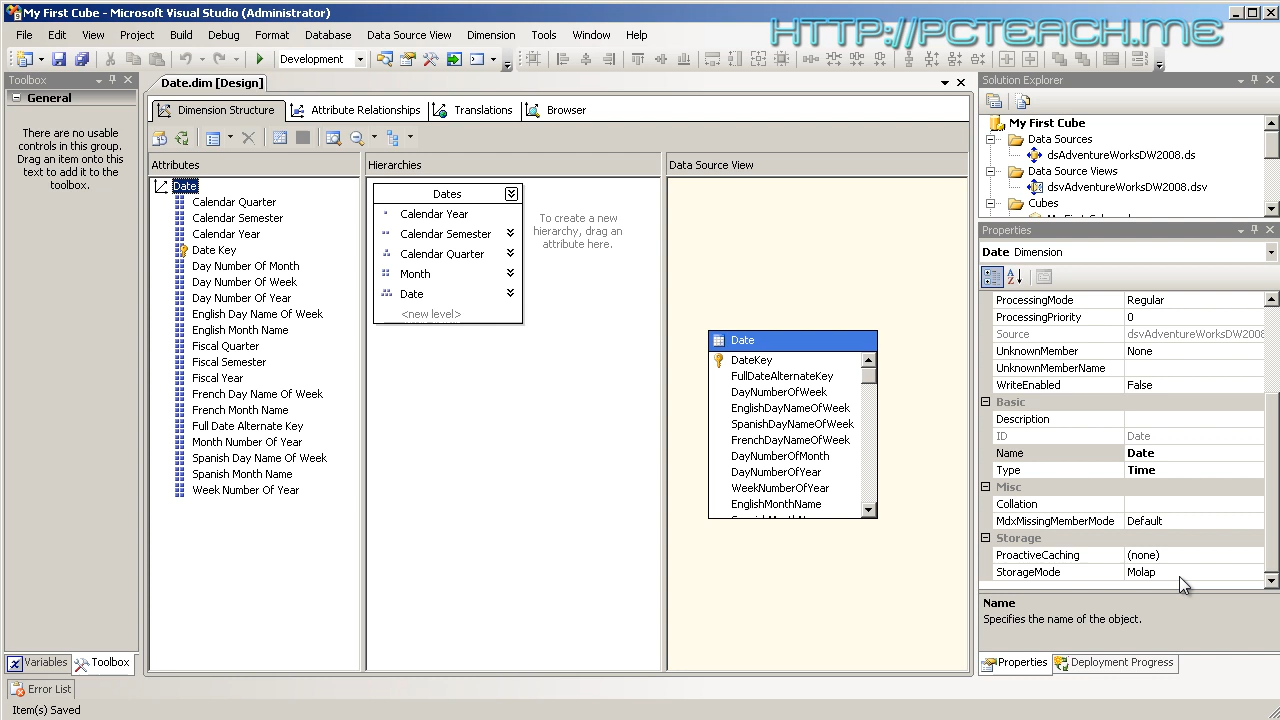 My First Cube - Microsoft Visual Studio (Administrator)
File Edit Project Build Database Data Source View Dimension Tools Window Help
HTTP://PCTEACH.ME
Development
Toolbox
General
There are no usable
controls in this group.
Drag an item onto this
text to add it to the
toolbox.
Variables Toolbox
Error List
Item(s) Saved
Date.dim [Design]
Dimension Structure Attribute Relationships Translations Browser
Attributes
Date
Calendar Quarter
Calendar Semester
Calendar Year
Date Key
Day Number Of Month
Day Number Of Week
Day Number Of Year
English Day Name Of Week
English Month Name
Fiscal Quarter
Fiscal Semester
Fiscal Year
French Day Name Of Week
French Month Name
Full Date Alternate Key
Month Number Of Year
Spanish Day Name Of Week
Spanish Month Name
Week Number Of Year
Hierarchies
Dates
Calendar Year
Calendar Semester
Calendar Quarter
Month
Date
<new level>
To create a new
hierarchy, drag an
attribute here.
Data Source View
Date
DateKey
FullDateAlternateKey
DayNumberOfWeek
EnglishDayNameOfWeek
SpanishDayNameOfWeek
FrenchDayNameOfWeek
DayNumberOfMonth
DayNumberOfYear
WeekNumberOfYear
EnglishMonthName
Solution Explorer
My First Cube
Data Sources
dsAdventureWorksDW2008.ds
Data Source Views
dsvAdventureWorksDW2008.dsv
Cubes
Properties
Date Dimension
ProcessingMode Regular
ProcessingPriority 0
Source dsvAdventureWorksDW2008
UnknownMember None
UnknownMemberName
WriteEnabled False
Basic
Description
ID Date
Name Date
Type Time
Misc
Collation
MdxMissingMemberMode Default
Storage
ProactiveCaching (none)
StorageMode Molap
Name
Specifies the name of the object.
Properties Deployment Progress